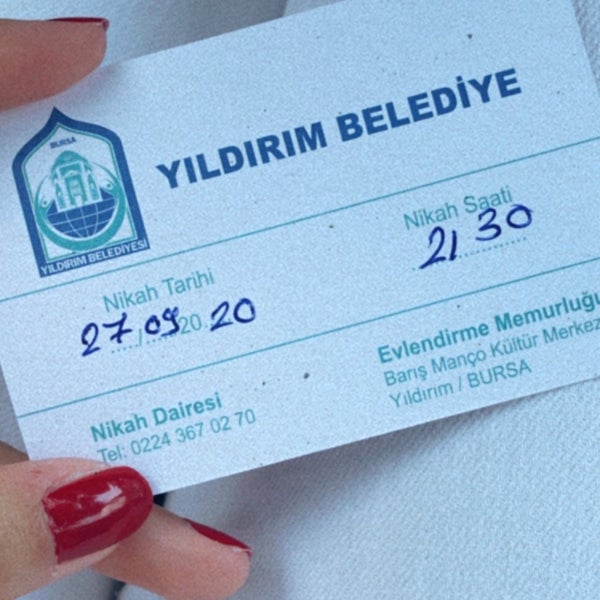 BURSA
YILDIRIM BELEDİYESİ
YILDIRIM BELEDİYE
Nikah Tarihi
27/09/20.20
Nikah Saati
21 30
Nikah Dairesi
Tel: 0224 367 02 70
Evlendirme Memurluğu
Barış Manço Kültür Merkez
Yıldırım / BURSA